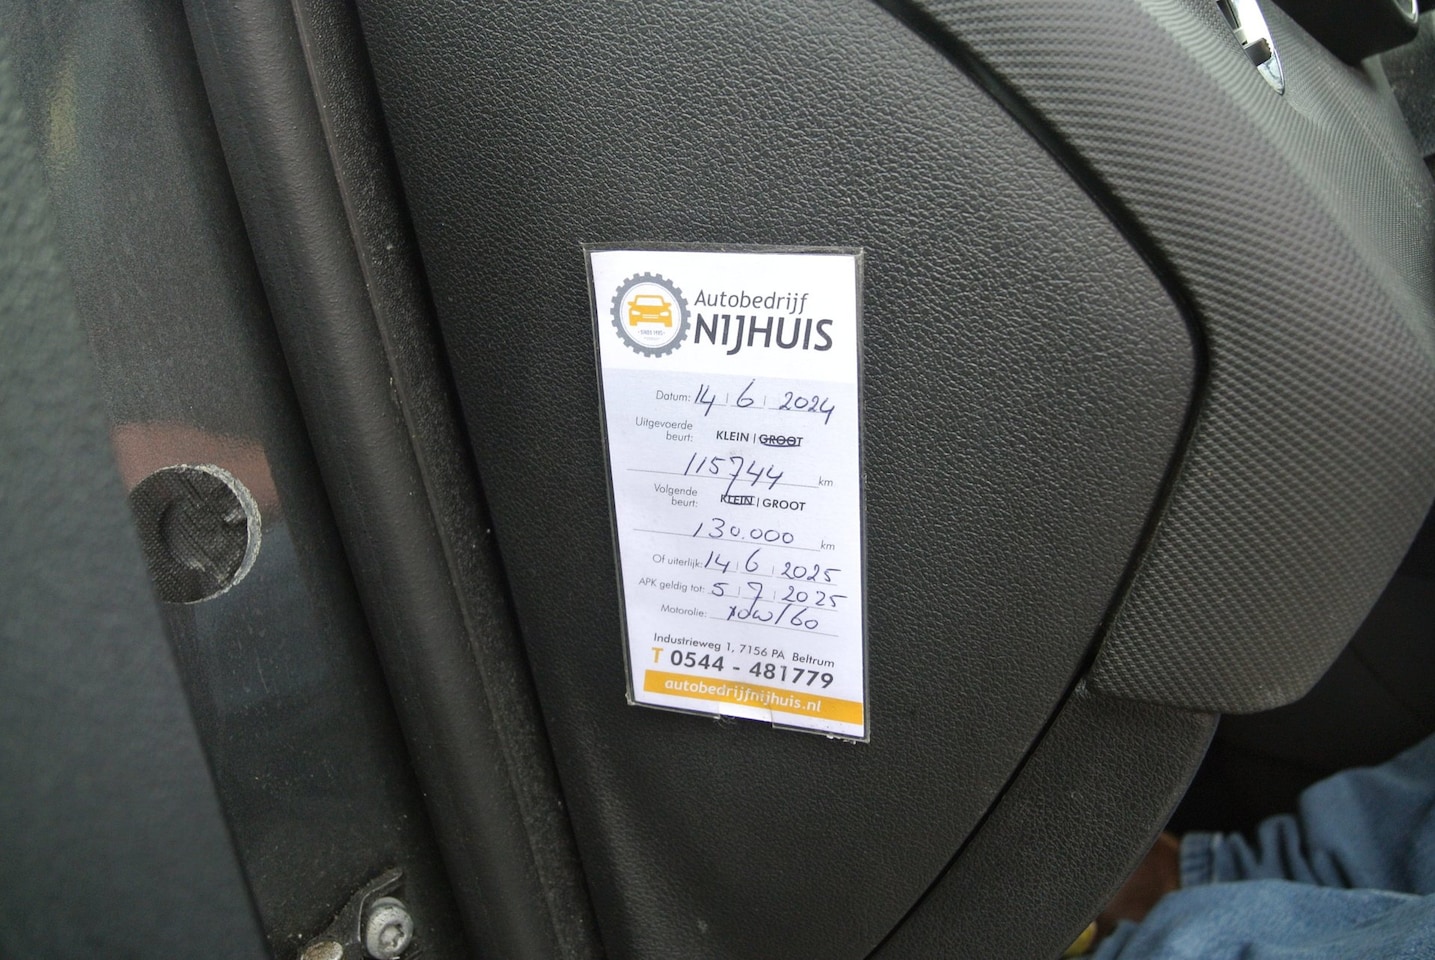 Autobedrijf
NIJHUIS
Datum: 14 | 6 | 2024
Uitgevoerde beurt: KLEIN | GROOT
115744 km
Volgende beurt: KLEIN | GROOT
130.000 km
Of uiterlijk: 14 | 6 | 2025
APK geldig tot: 5 | 7 | 2025
Motorolie: 10W/60
Industrieweg 1, 7156 PA Beltrum
T 0544 - 481779
autobedrijfnijhuis.nl